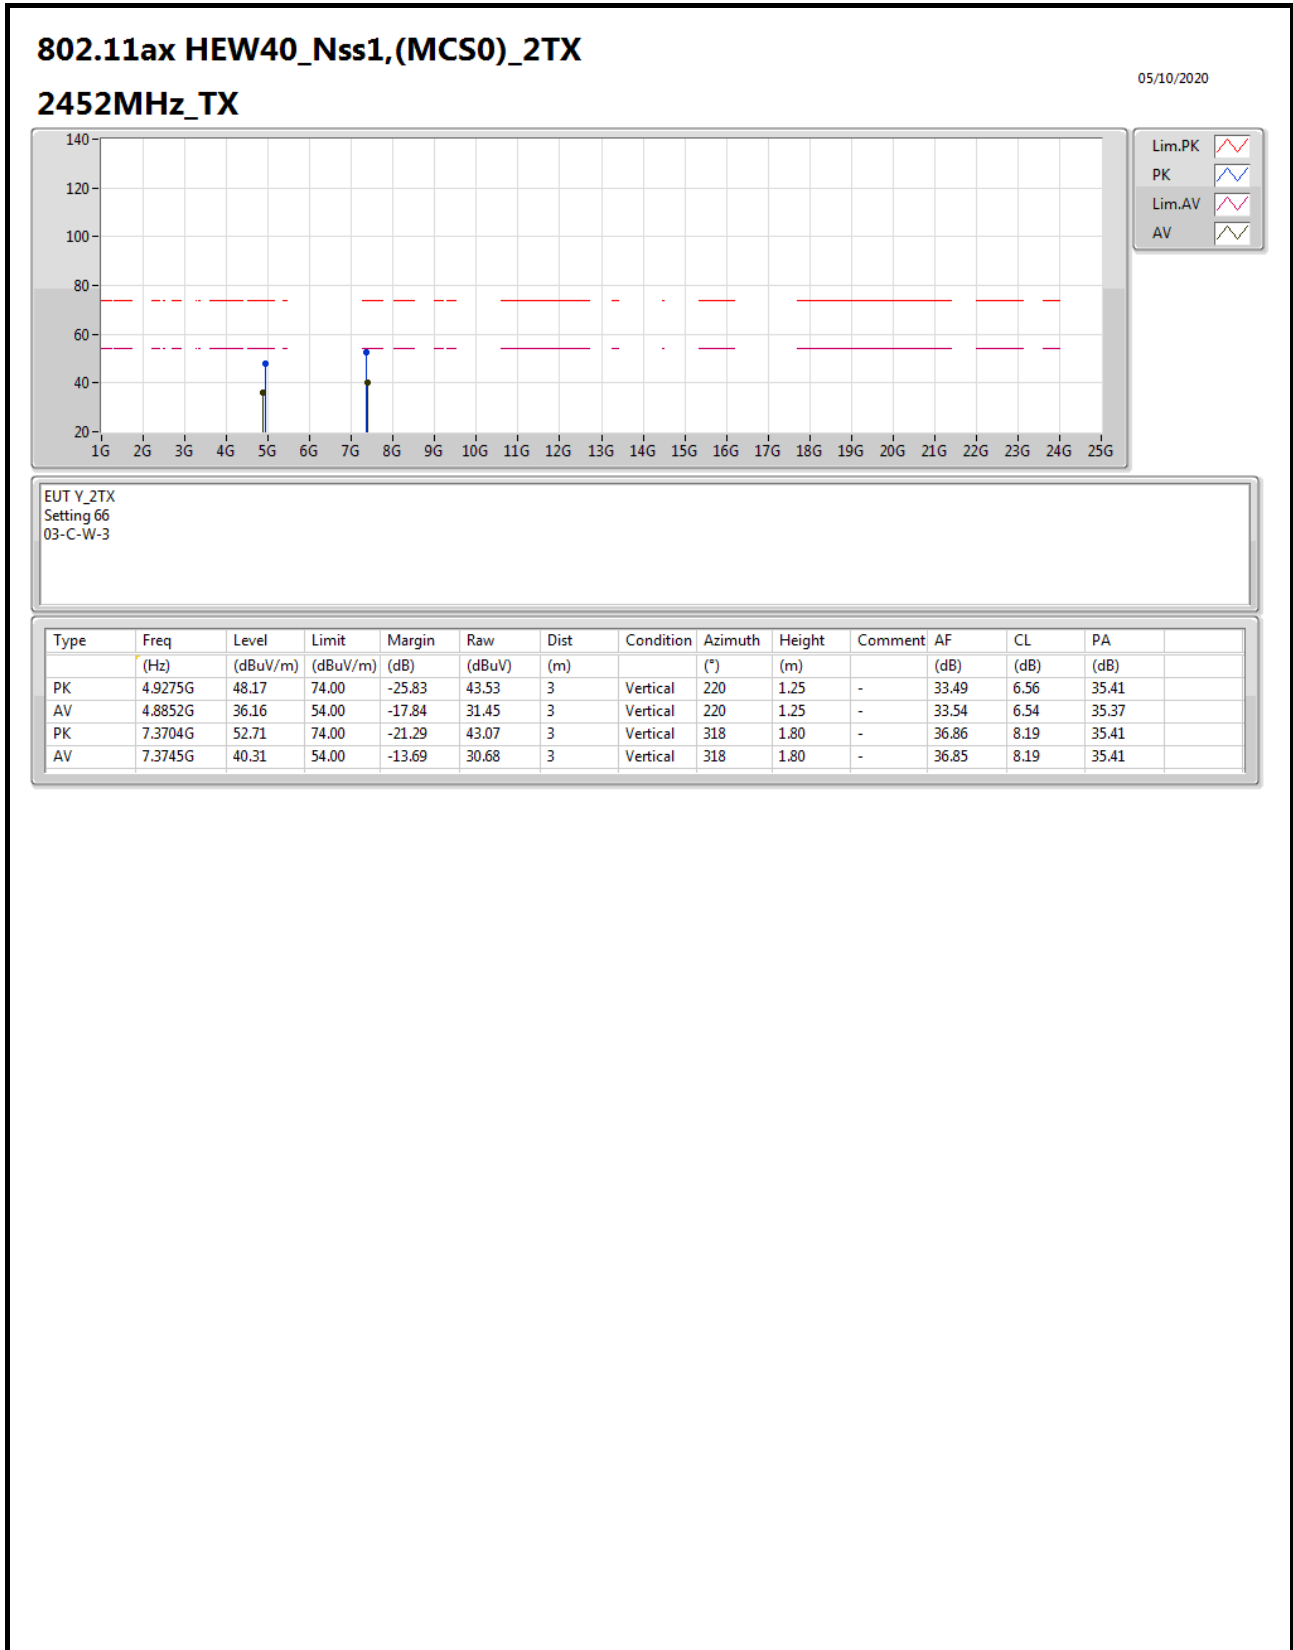 802.11ax HEW40_Nss1,(MCS0)_2TX
05/10/2020
2452MHz_TX
140
120
100
80
60
40
20
1G 2G 3G 4G 5G 6G 7G 8G 9G 10G 11G 12G 13G 14G 15G 16G 17G 18G 19G 20G 21G 22G 23G 24G 25G
Lim.PK
PK
Lim.AV
AV
EUT Y_2TX
Setting 66
03-C-W-3
Type Freq Level Limit Margin Raw Dist Condition Azimuth Height Comment AF CL PA
(Hz) (dBuV/m) (dBuV/m) (dB) (dBuV) (m) (°) (m) (dB) (dB) (dB)
PK 4.9275G 48.17 74.00 -25.83 43.53 3 Vertical 220 1.25 - 33.49 6.56 35.41
AV 4.8852G 36.16 54.00 -17.84 31.45 3 Vertical 220 1.25 - 33.54 6.54 35.37
PK 7.3704G 52.71 74.00 -21.29 43.07 3 Vertical 318 1.80 - 36.86 8.19 35.41
AV 7.3745G 40.31 54.00 -13.69 30.68 3 Vertical 318 1.80 - 36.85 8.19 35.41